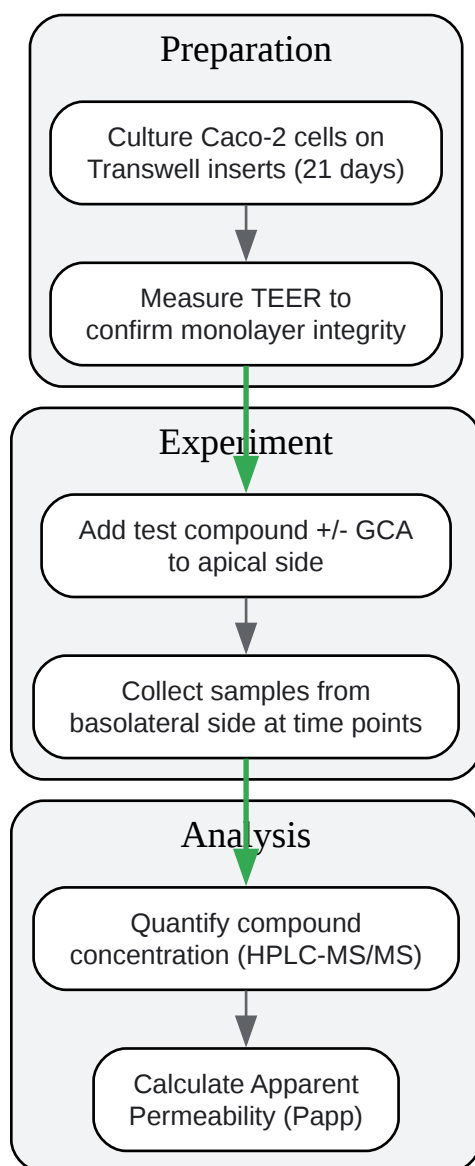 Preparation
Culture Caco-2 cells on
Transwell inserts (21 days)
Measure TEER to
confirm monolayer integrity
Experiment
Add test compound +/- GCA
to apical side
Collect samples from
basolateral side at time points
Analysis
Quantify compound
concentration (HPLC-MS/MS)
Calculate Apparent
Permeability (Papp)